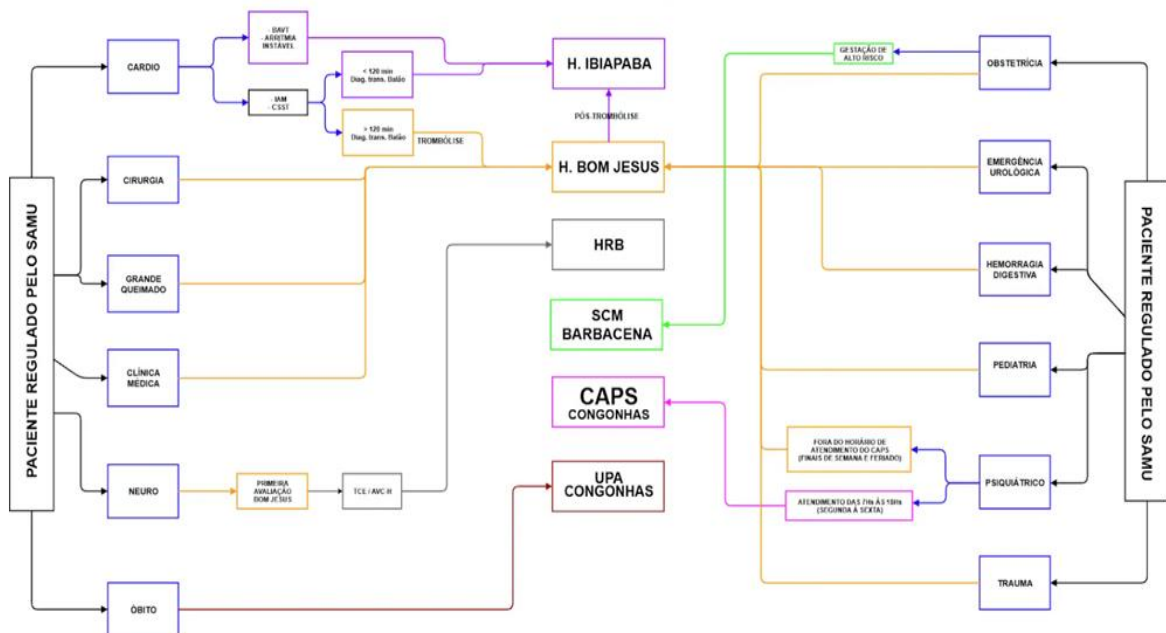 PACIENTE REGULADO PELO SAMU
CARDIO
- BAVT
- ARRITMIA
INSTÁVEL
- IAM
- CSST
< 120 min
Diag. trans. Balão
> 120 min
Diag. trans. Balão
TROMBÓLISE
CIRURGIA
GRANDE
QUEIMADO
CLÍNICA
MÉDICA
NEURO
PRIMEIRA
AVALIAÇÃO
BOM JESUS
TCE / AVC-H
ÓBITO
H. IBIAPABA
PÓS-TROMBÓLISE
H. BOM JESUS
HRB
SCM
BARBACENA
CAPS
CONGONHAS
UPA
CONGONHAS
GESTAÇÃO DE
ALTO RISCO
OBSTETRÍCIA
EMERGÊNCIA
UROLÓGICA
HEMORRAGIA
DIGESTIVA
PEDIATRIA
FORA DO HORÁRIO DE
ATENDIMENTO DO CAPS
(FINAIS DE SEMANA E FERIADO)
ATENDIMENTO DAS 7Hs ÀS
(SEGUNDA À SEXTA)
PSIQUIÁTRICO
TRAUMA
PACIENTE REGULADO PELO SAMU